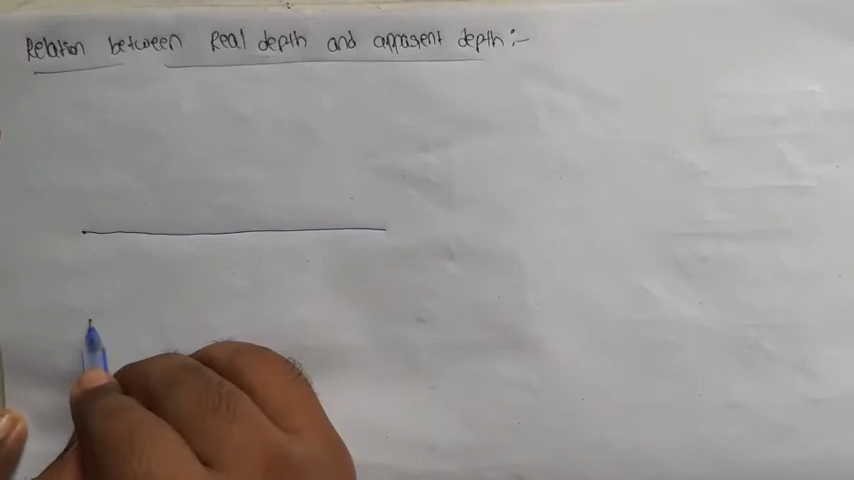 Relation between Real depth and apparent depth :-